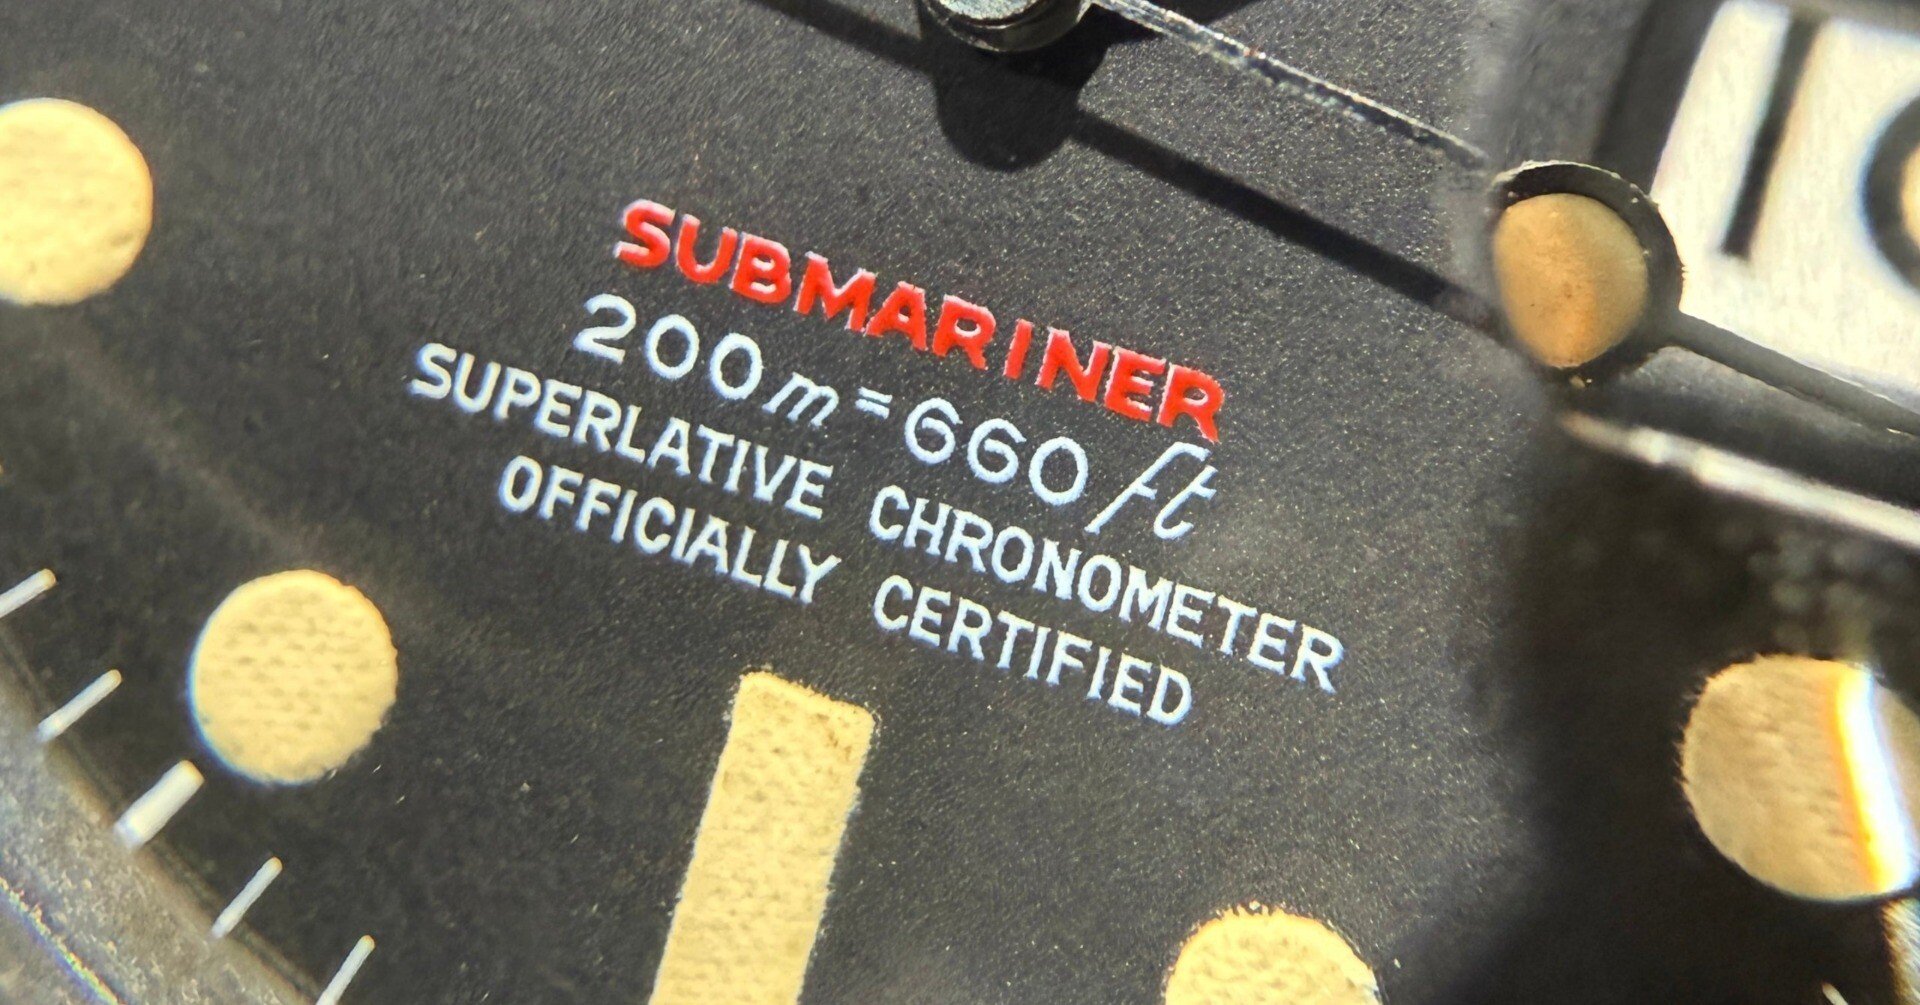 SUBMARINER
200m=660ft
SUPERLATIVE CHRONOMETER
OFFICIALLY CERTIFIED